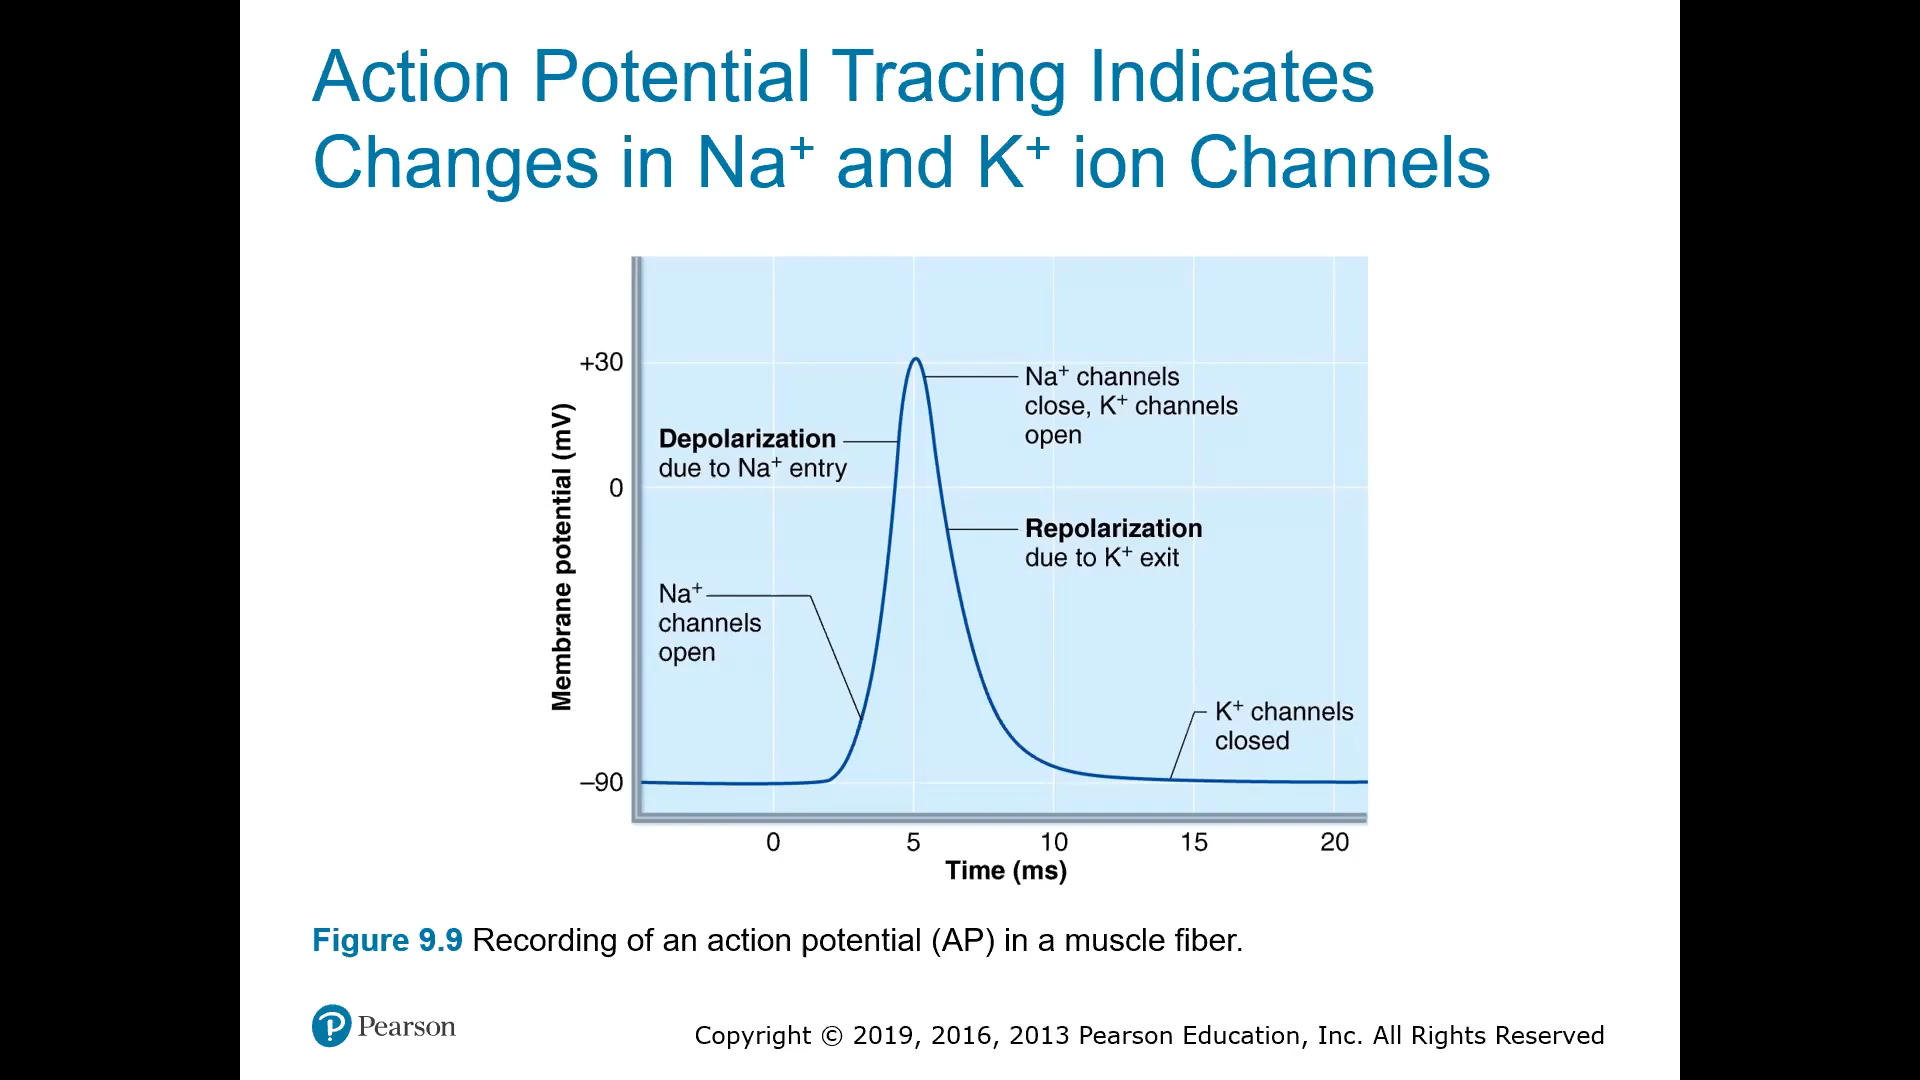 Action Potential Tracing Indicates
Changes in Na⁺ and K⁺ ion Channels
+30
0
–90
Membrane potential (mV)
Depolarization
due to Na⁺ entry
Na⁺
channels
open
Na⁺ channels
close, K⁺ channels
open
Repolarization
due to K⁺ exit
K⁺ channels
closed
0 5 10 15 20
Time (ms)
Figure 9.9 Recording of an action potential (AP) in a muscle fiber.
P Pearson
Copyright © 2019, 2016, 2013 Pearson Education, Inc. All Rights Reserved